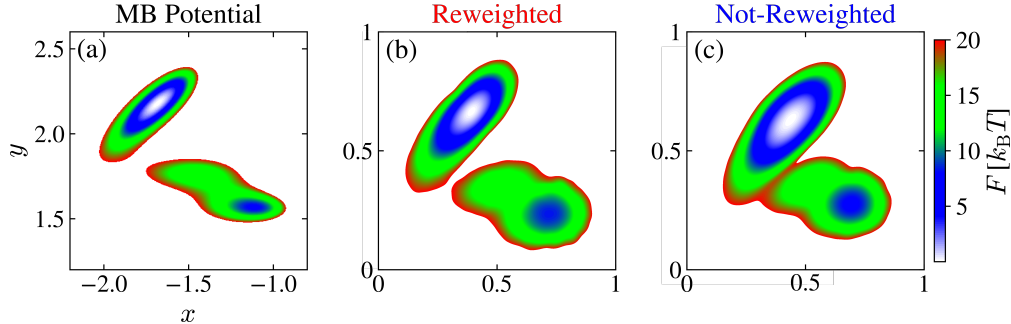 MB Potential
Reweighted
Not-Reweighted
(a)
(b)
(c)
2.5
2.0
1.5
y
−2.0
−1.5
−1.0
x
1
0.5
0
0
0.5
1
1
0.5
0
0
0.5
1
20
15
10
5
F [k_BT]